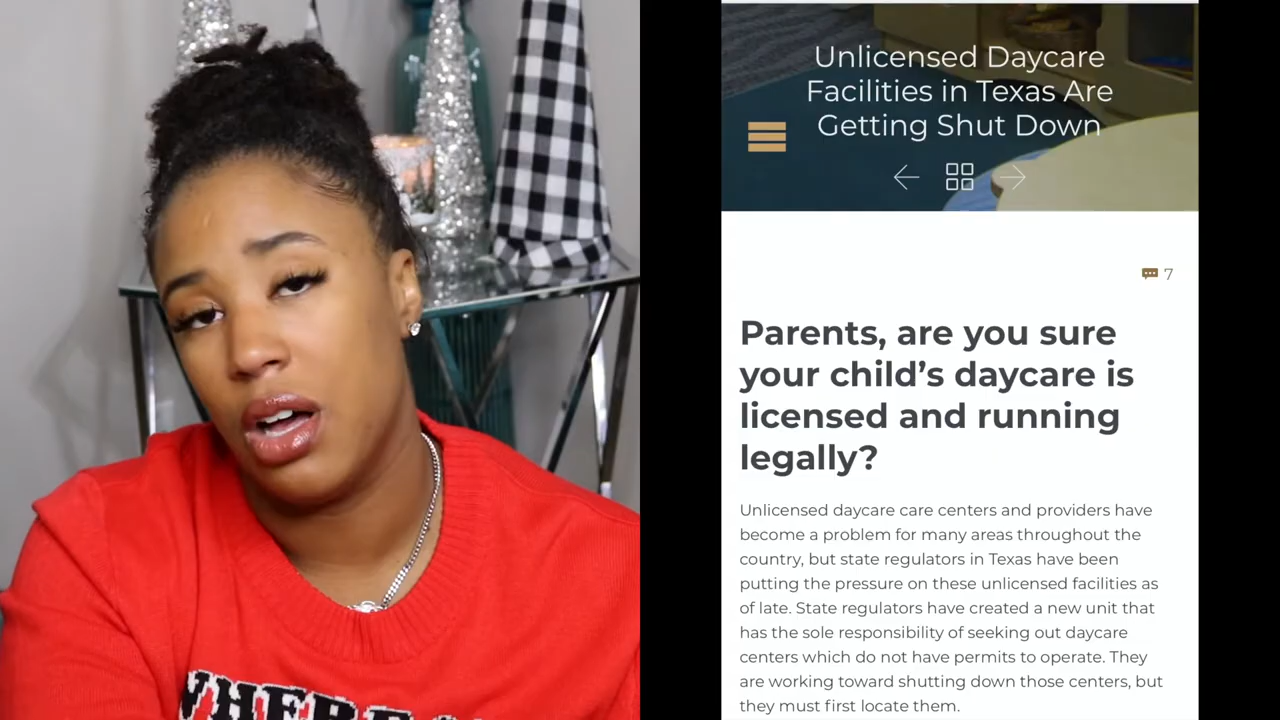 Unlicensed Daycare
Facilities in Texas Are
Getting Shut Down
7
Parents, are you sure
your child’s daycare is
licensed and running
legally?
Unlicensed daycare care centers and providers have
become a problem for many areas throughout the
country, but state regulators in Texas have been
putting the pressure on these unlicensed facilities as
of late. State regulators have created a new unit that
has the sole responsibility of seeking out daycare
centers which do not have permits to operate. They
are working toward shutting down those centers, but
they must first locate them.